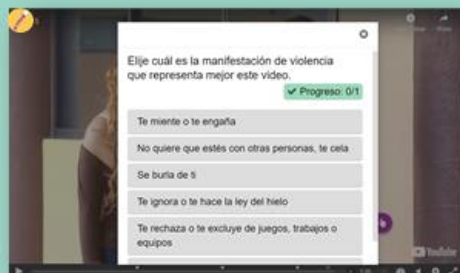 Elije cuál es la manifestación de violencia
que representa mejor este video.
✔ Progreso: 0/1
Te miente o te engaña
No quiere que estés con otras personas, te cela
Se burla de ti
Te ignora o te hace la ley del hielo
Te rechaza o te excluye de juegos, trabajos o
equipos
YouTube